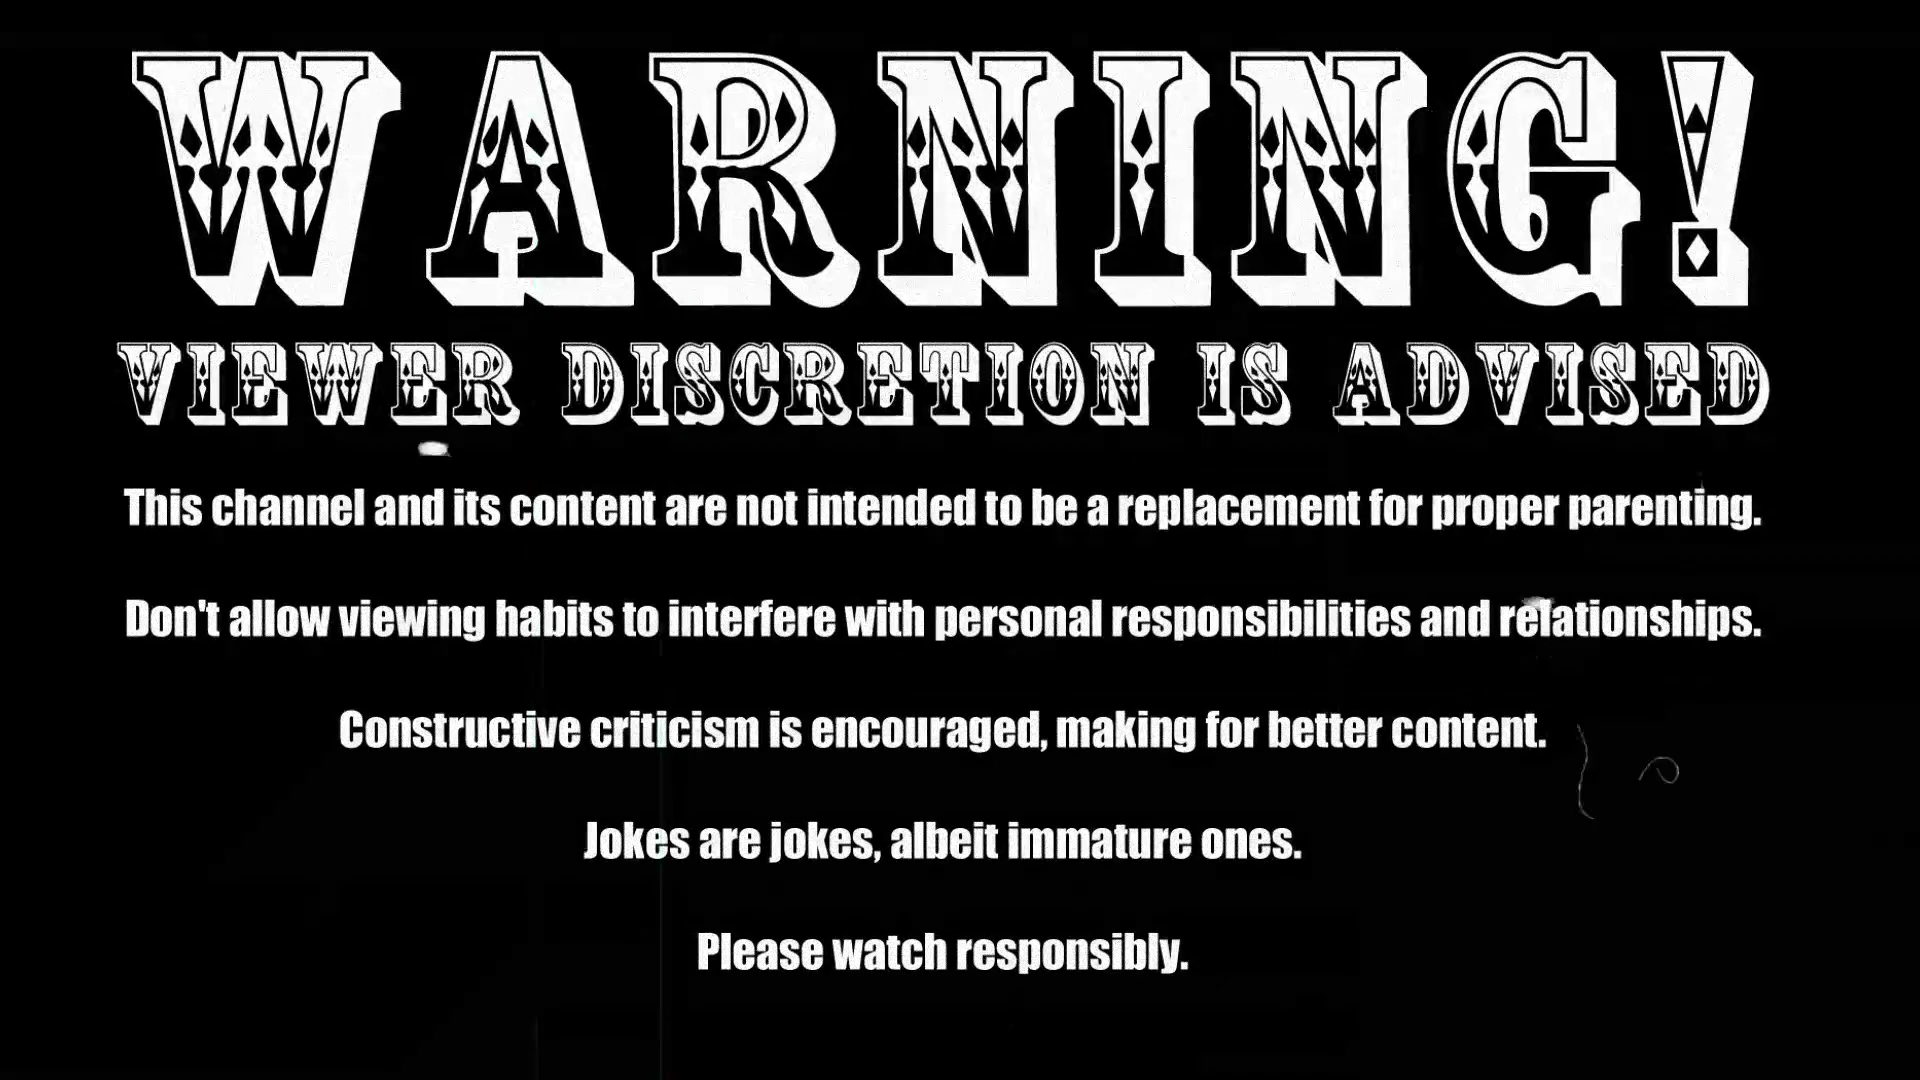 WARNING!
VIEWER DISCRETION IS ADVISED
This channel and its content are not intended to be a replacement for proper parenting.
Don't allow viewing habits to interfere with personal responsibilities and relationships.
Constructive criticism is encouraged, making for better content.
Jokes are jokes, albeit immature ones.
Please watch responsibly.